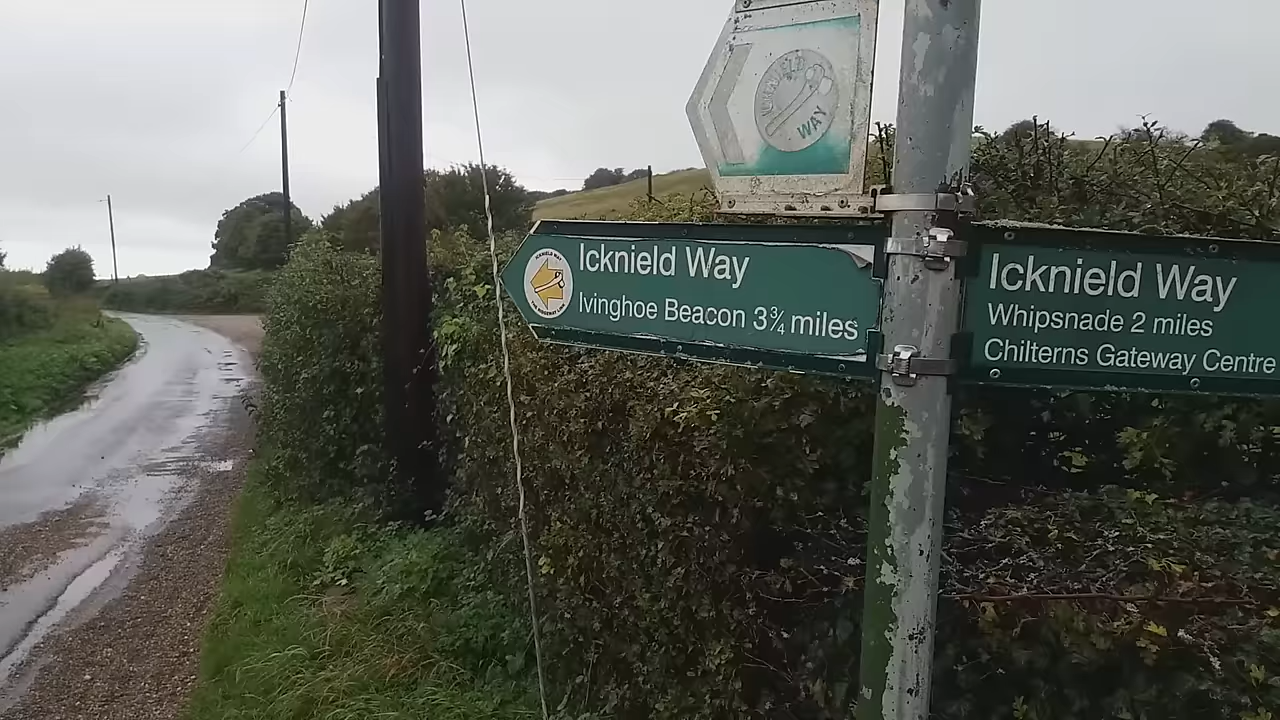 ICKNIELD
WAY
Icknield Way
Ivinghoe Beacon 3¾ miles
Icknield Way
Whipsnade 2 miles
Chilterns Gateway Centre